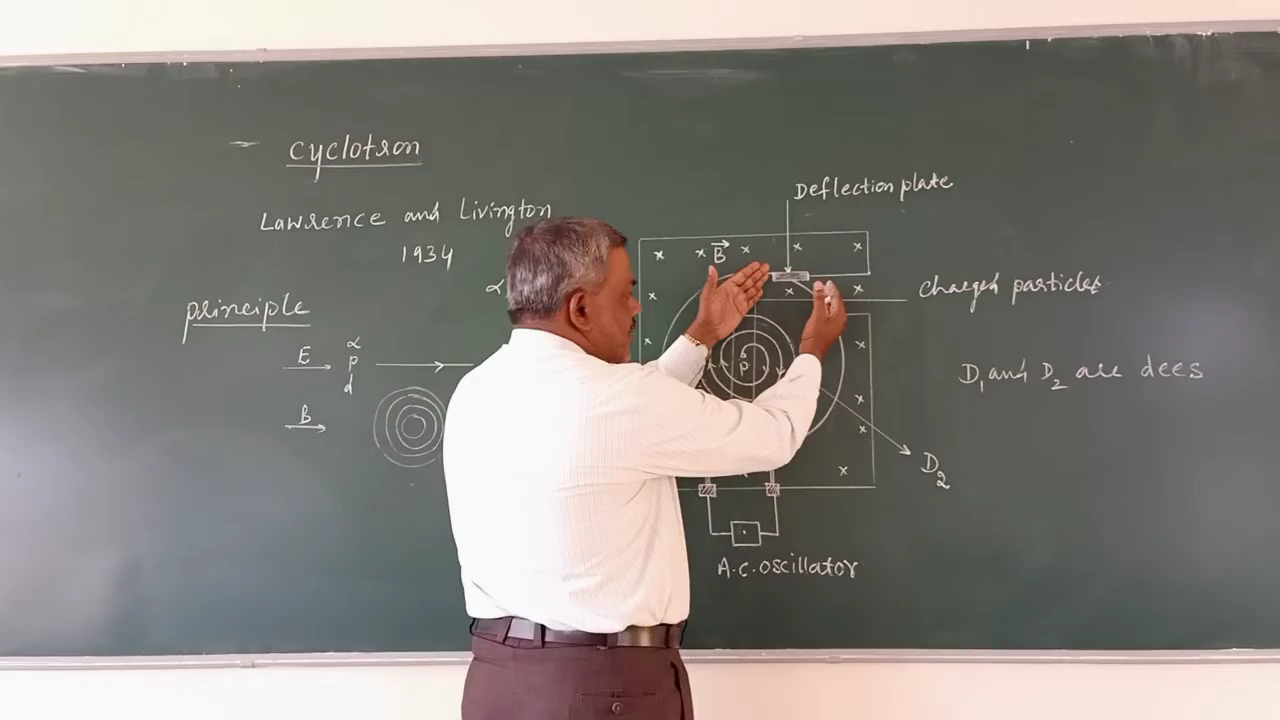 Cyclotron
Lawrence and Livington
1934
principle
E
α
p
d
B
α
Deflection plate
x x B x x x
x x x
x x
p
x
x
x
charged particles
D1 and D2 are dees
D2
A.C. oscillator